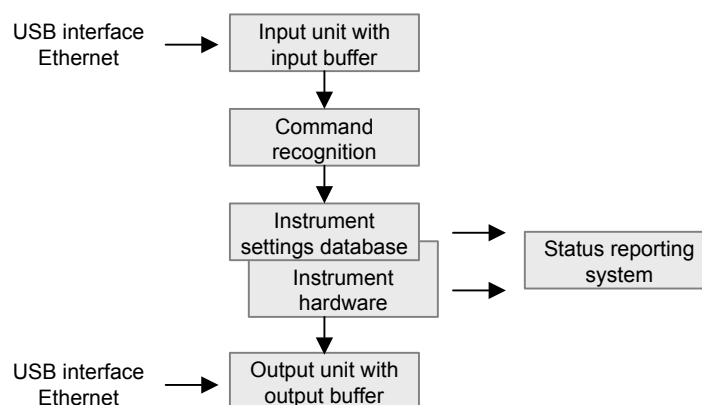 USB interface
Ethernet
Input unit with
input buffer
Command
recognition
Instrument
settings database
Instrument
hardware
Status reporting
system
USB interface
Ethernet
Output unit with
output buffer